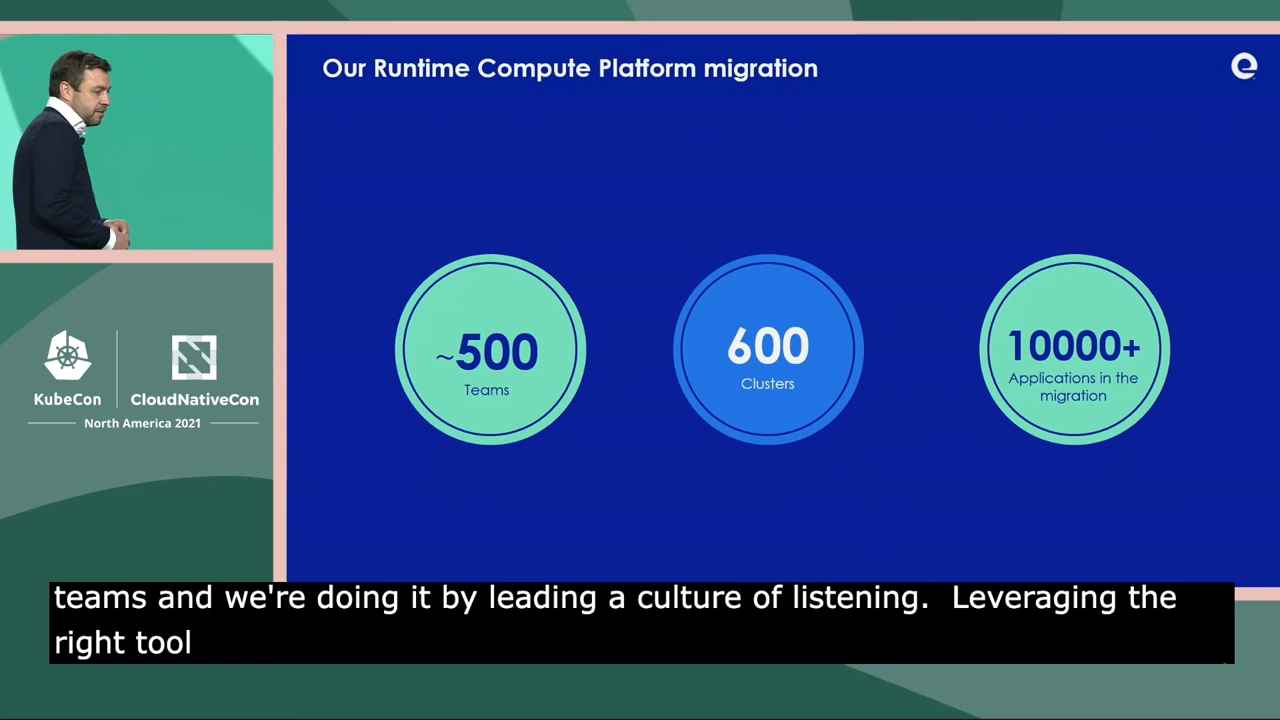 Our Runtime Compute Platform migration
~500
Teams
600
Clusters
10000+
Applications in the
migration
KubeCon
CloudNativeCon
North America 2021
teams and we're doing it by leading a culture of listening.  Leveraging the
right tool